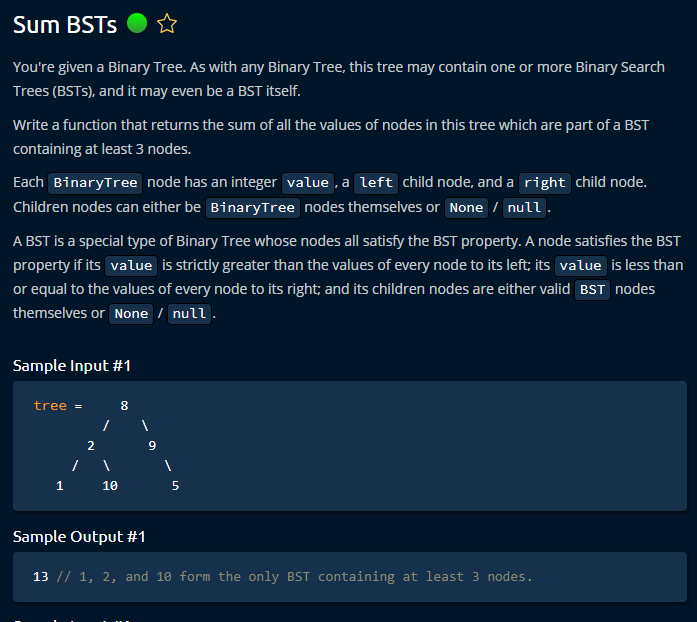 Sum BSTs
You're given a Binary Tree. As with any Binary Tree, this tree may contain one or more Binary Search
Trees (BSTs), and it may even be a BST itself.
Write a function that returns the sum of all the values of nodes in this tree which are part of a BST
containing at least 3 nodes.
Each BinaryTree node has an integer value, a left child node, and a right child node.
Children nodes can either be BinaryTree nodes themselves or None / null.
A BST is a special type of Binary Tree whose nodes all satisfy the BST property. A node satisfies the BST
property if its value is strictly greater than the values of every node to its left; its value is less than
or equal to the values of every node to its right; and its children nodes are either valid BST nodes
themselves or None / null.
Sample Input #1
tree = 8
/ \
2 9
/ \ \
1 10 5
Sample Output #1
13 // 1, 2, and 10 form the only BST containing at least 3 nodes.